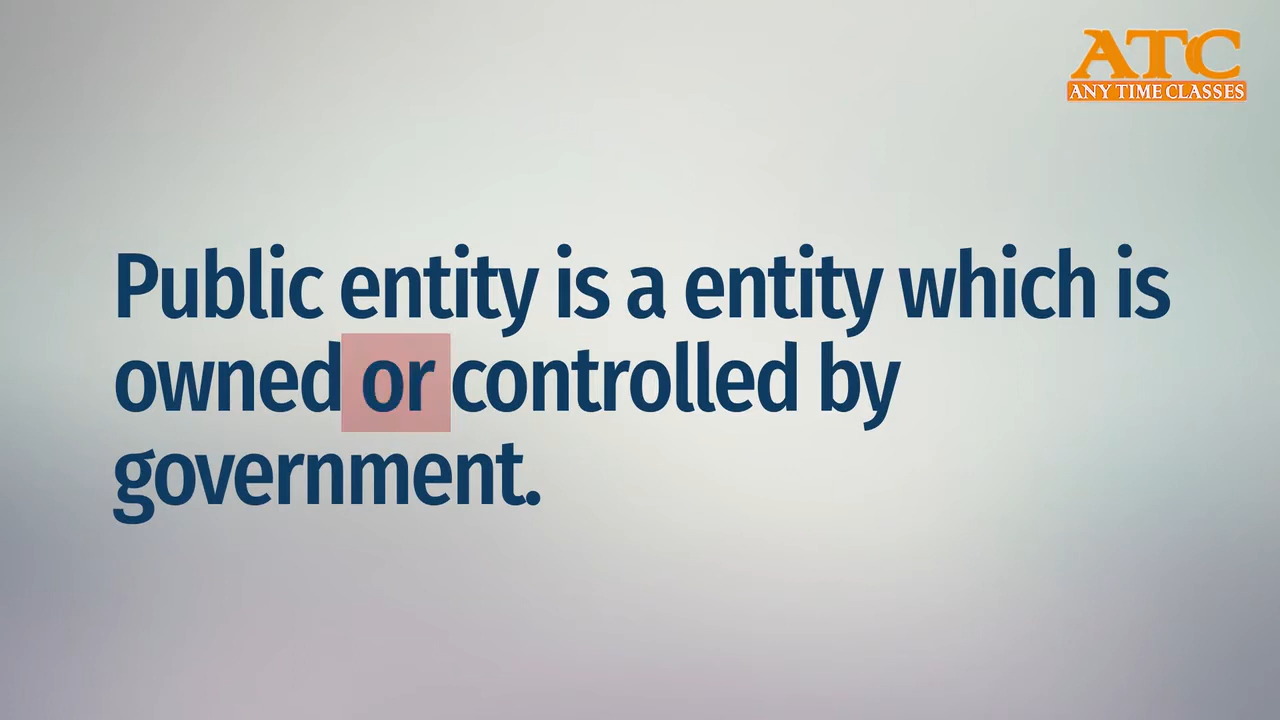 ATC
ANY TIME CLASSES
Public entity is a entity which is
owned or controlled by
government.